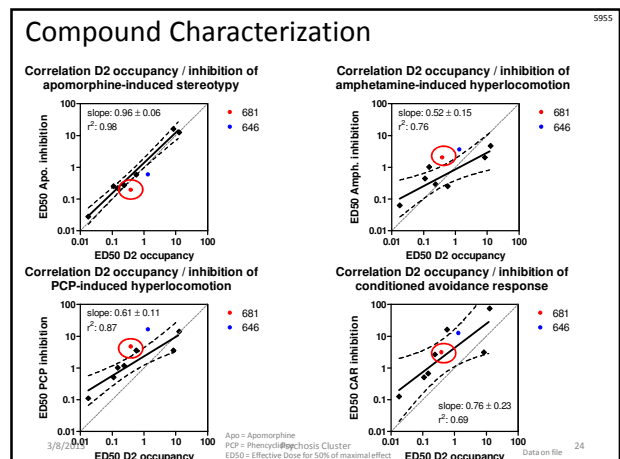 5955
Compound Characterization
Correlation D2 occupancy / inhibition of
apomorphine-induced stereotypy
slope: 0.96 ± 0.06
r²: 0.98
681
646
ED50 Apo. inhibition
100
10
1
0.1
0.01
0.01 0.1 1 10 100
ED50 D2 occupancy
Correlation D2 occupancy / inhibition of
amphetamine-induced hyperlocomotion
slope: 0.52 ± 0.15
r²: 0.76
681
646
ED50 Amph. inhibition
100
10
1
0.1
0.01
0.01 0.1 1 10 100
ED50 D2 occupancy
Correlation D2 occupancy / inhibition of
PCP-induced hyperlocomotion
slope: 0.61 ± 0.11
r²: 0.87
681
646
ED50 PCP inhibition
100
10
1
0.1
0.01
0.01 0.1 1 10 100
ED50 D2 occupancy
Correlation D2 occupancy / inhibition of
conditioned avoidance response
681
646
slope: 0.76 ± 0.23
r²: 0.69
ED50 CAR inhibition
100
10
1
0.1
0.01
0.01 0.1 1 10 100
ED50 D2 occupancy
Apo = Apomorphine
PCP = Phencyclidine
ED50 = Effective Dose for 50% of maximal effect
3/8/2013
Psychosis Cluster
Data on file
24